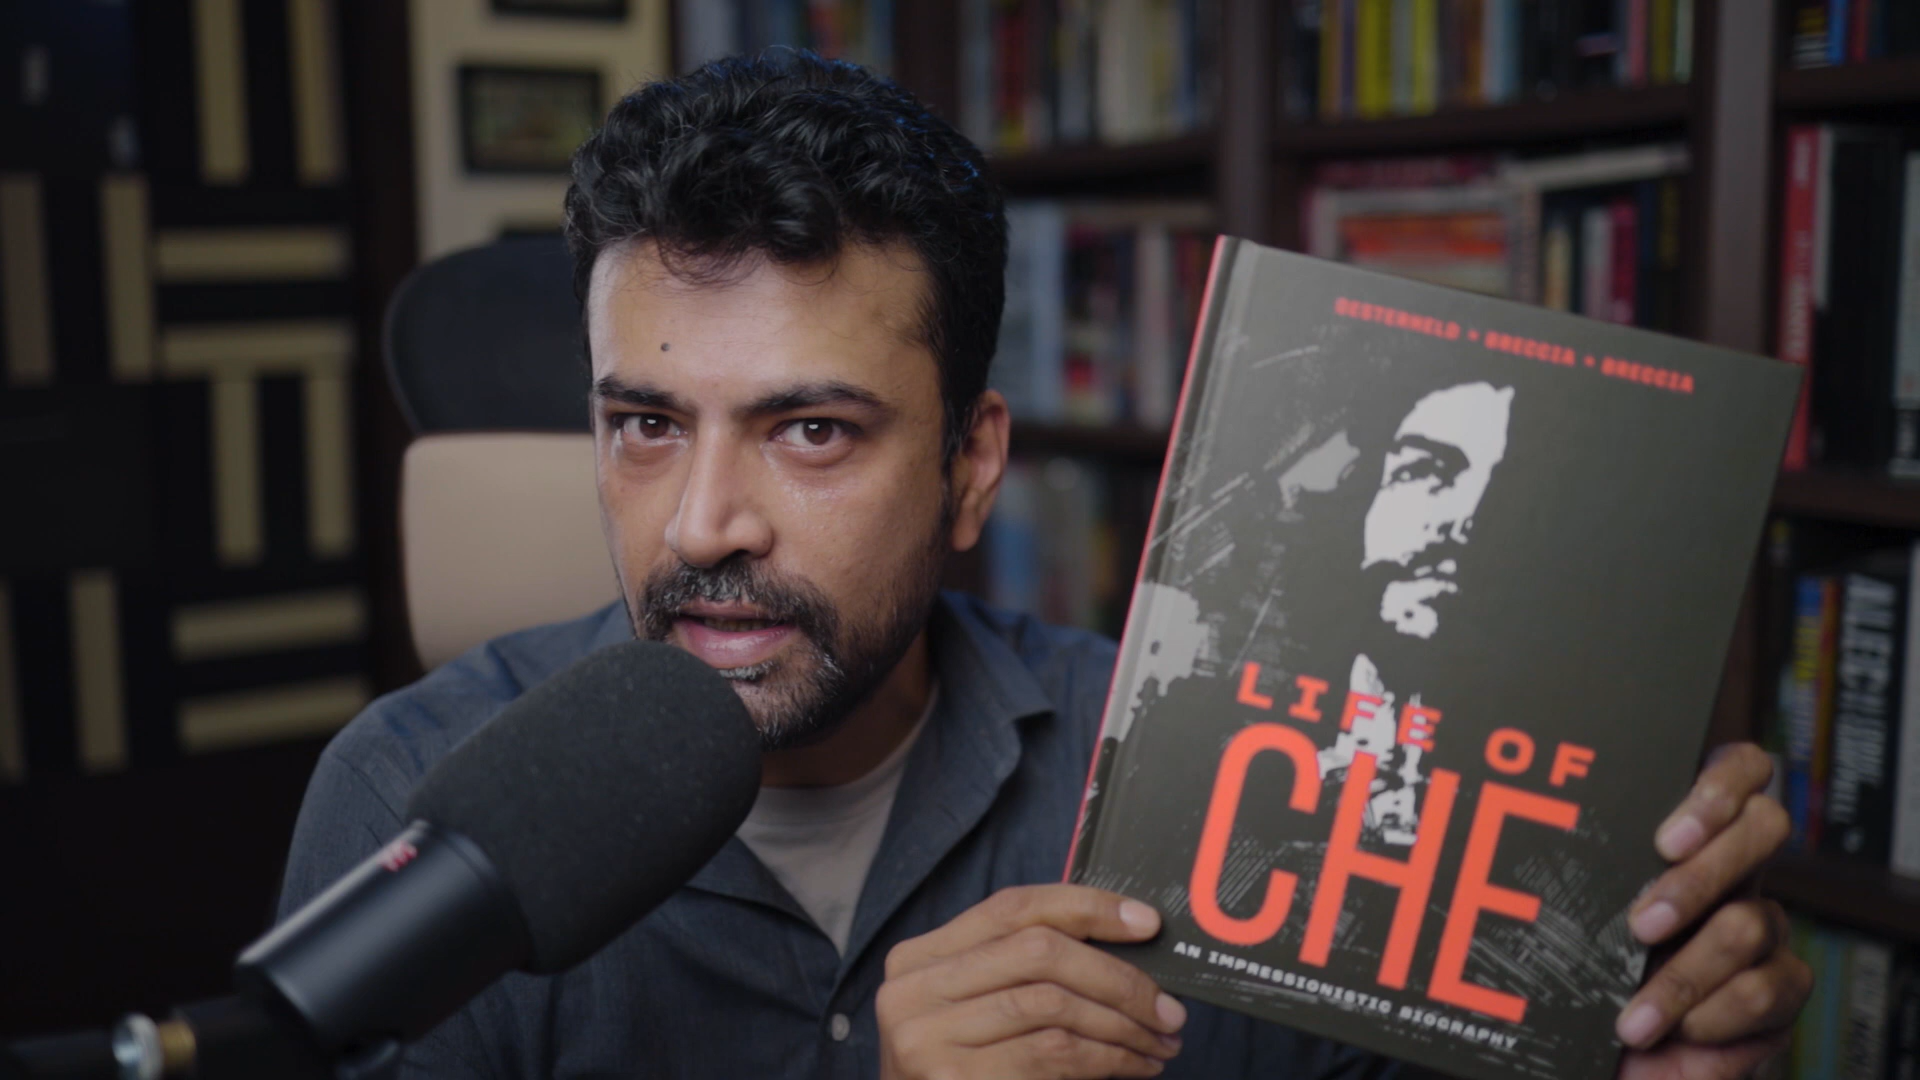 OESTERHELD • BRECCIA • BRECCIA
LIFE OF
CHE
AN IMPRESSIONISTIC BIOGRAPHY